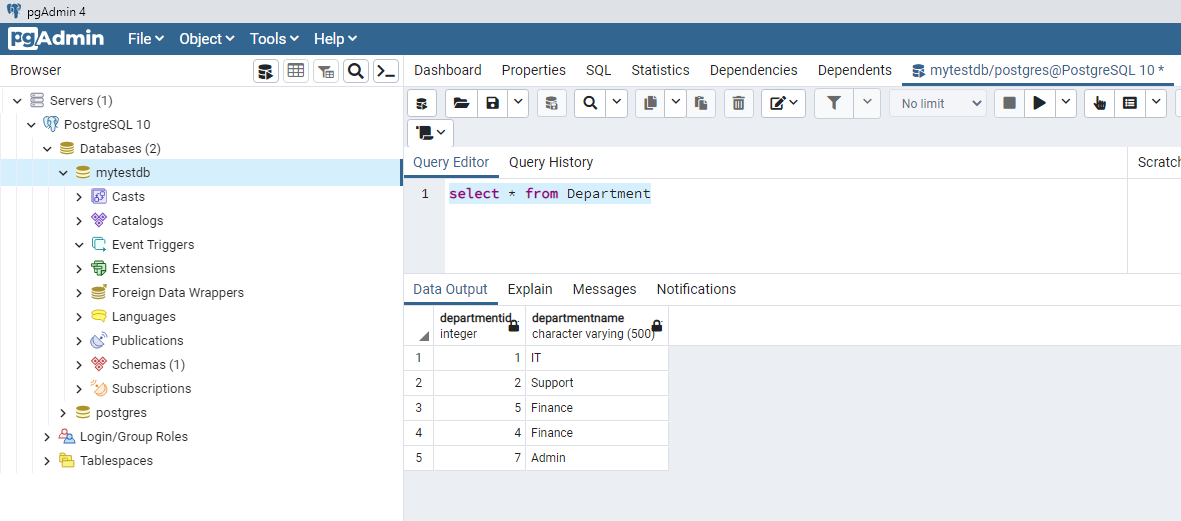 pgAdmin 4
pgAdmin File Object Tools Help
Browser
Dashboard Properties SQL Statistics Dependencies Dependents mytestdb/postgres@PostgreSQL 10 *
No limit
Servers (1)
PostgreSQL 10
Databases (2)
mytestdb
Casts
Catalogs
Event Triggers
Extensions
Foreign Data Wrappers
Languages
Publications
Schemas (1)
Subscriptions
postgres
Login/Group Roles
Tablespaces
Query Editor Query History
Scratch
1 select * from Department
Data Output Explain Messages Notifications
departmentid departmentname
integer character varying (500)
1 1 IT
2 2 Support
3 5 Finance
4 4 Finance
5 7 Admin